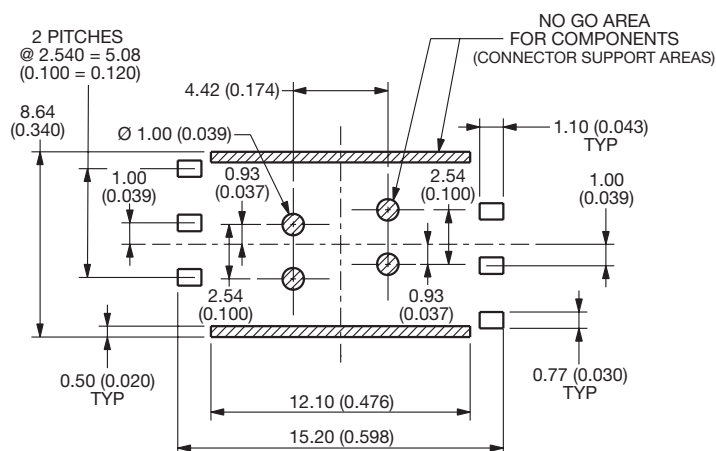 NO GO AREA
FOR COMPONENTS
(CONNECTOR SUPPORT AREAS)
2 PITCHES
@ 2.540 = 5.08
(0.100 = 0.120)
4.42 (0.174)
8.64
(0.340)
Ø 1.00 (0.039)
1.10 (0.043)
TYP
1.00
(0.039)
0.93
(0.037)
2.54
(0.100)
1.00
(0.039)
2.54
(0.100)
0.93
(0.037)
0.50 (0.020)
TYP
0.77 (0.030)
TYP
12.10 (0.476)
15.20 (0.598)